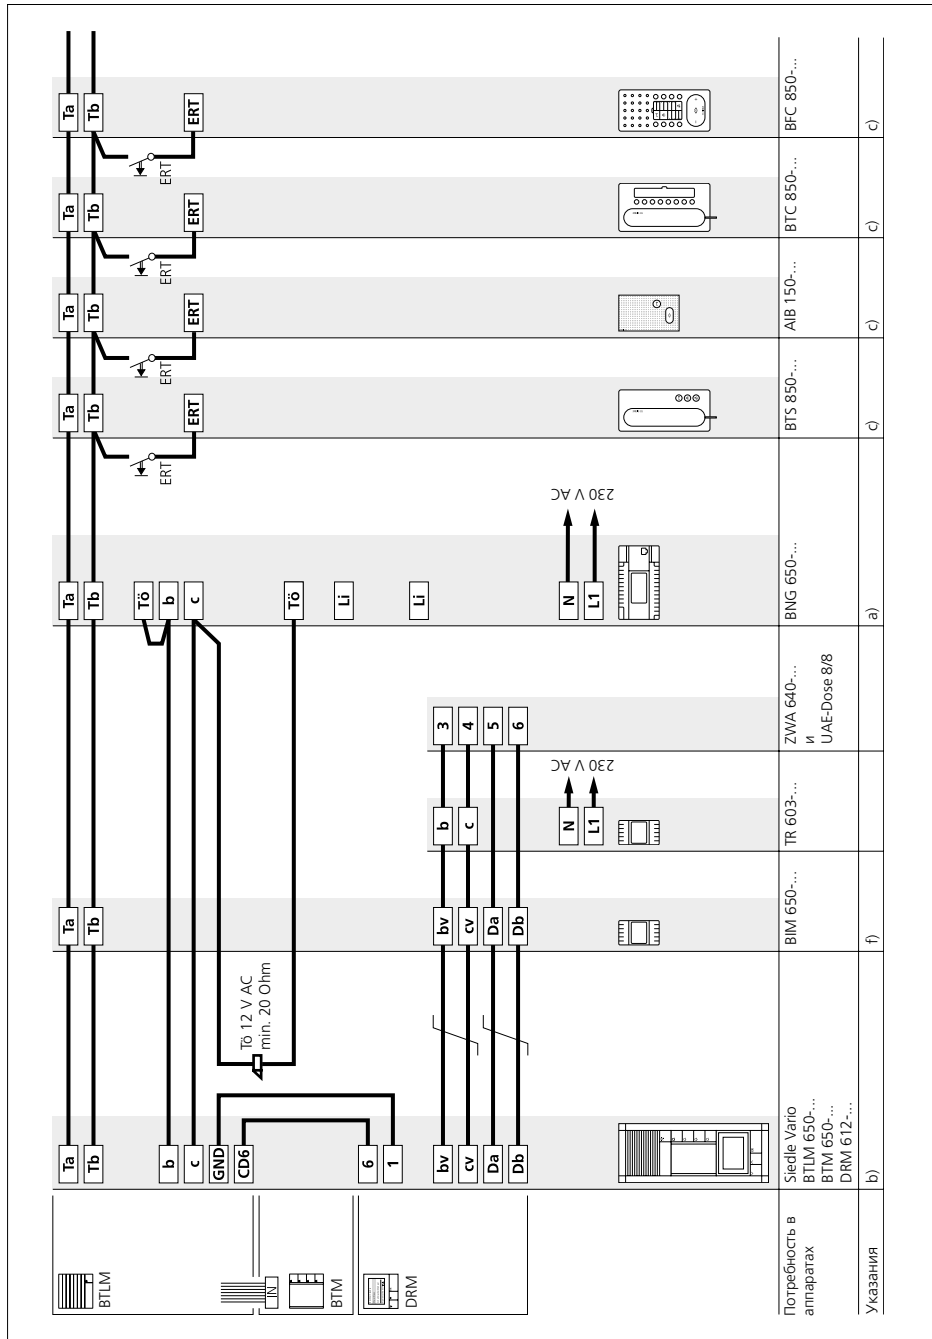 BTLM
IN
BTM
DRM
Ta
Tb
b
c
GND
CD6
6
1
bv
cv
Da
Db
Siedle Vario
BTLM 650-...
BTM 650-...
DRM 612-...
b)
Tö 12 V AC
min. 20 Ohm
Ta
Tb
bv
cv
Da
Db
BIM 650-...
f)
b
c
N
L1
230 V AC
TR 603-...
3
4
5
6
ZWA 640-...
и
UAE-Dose 8/8
Ta
Tb
Tö
b
c
Tö
Li
Li
N
L1
230 V AC
BNG 650-...
a)
Ta
Tb
ERT
ERT
BTS 850-...
c)
Ta
Tb
ERT
ERT
AIB 150-...
c)
Ta
Tb
ERT
ERT
BTC 850-...
c)
Ta
Tb
ERT
ERT
BFC 850-...
c)
Потребность в
аппаратах
Указания